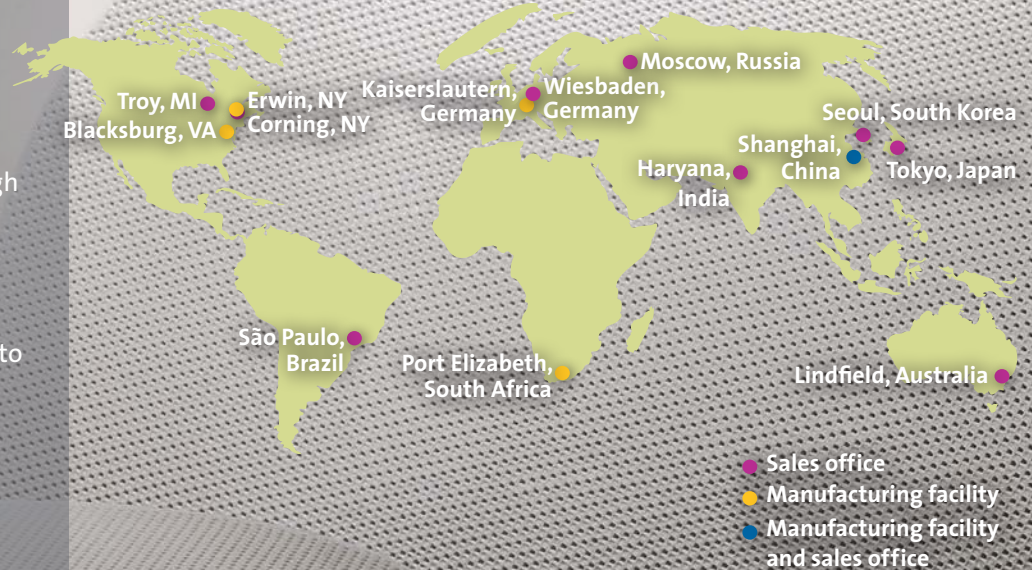 Moscow, Russia
Kaiserslautern,
Germany
Wiesbaden,
Germany
Troy, MI
Erwin, NY
Corning, NY
Blacksburg, VA
Seoul, South Korea
Shanghai,
China
Tokyo, Japan
Haryana,
India
São Paulo,
Brazil
Port Elizabeth,
South Africa
Lindfield, Australia
to
Sales office
Manufacturing facility
Manufacturing facility
and sales office